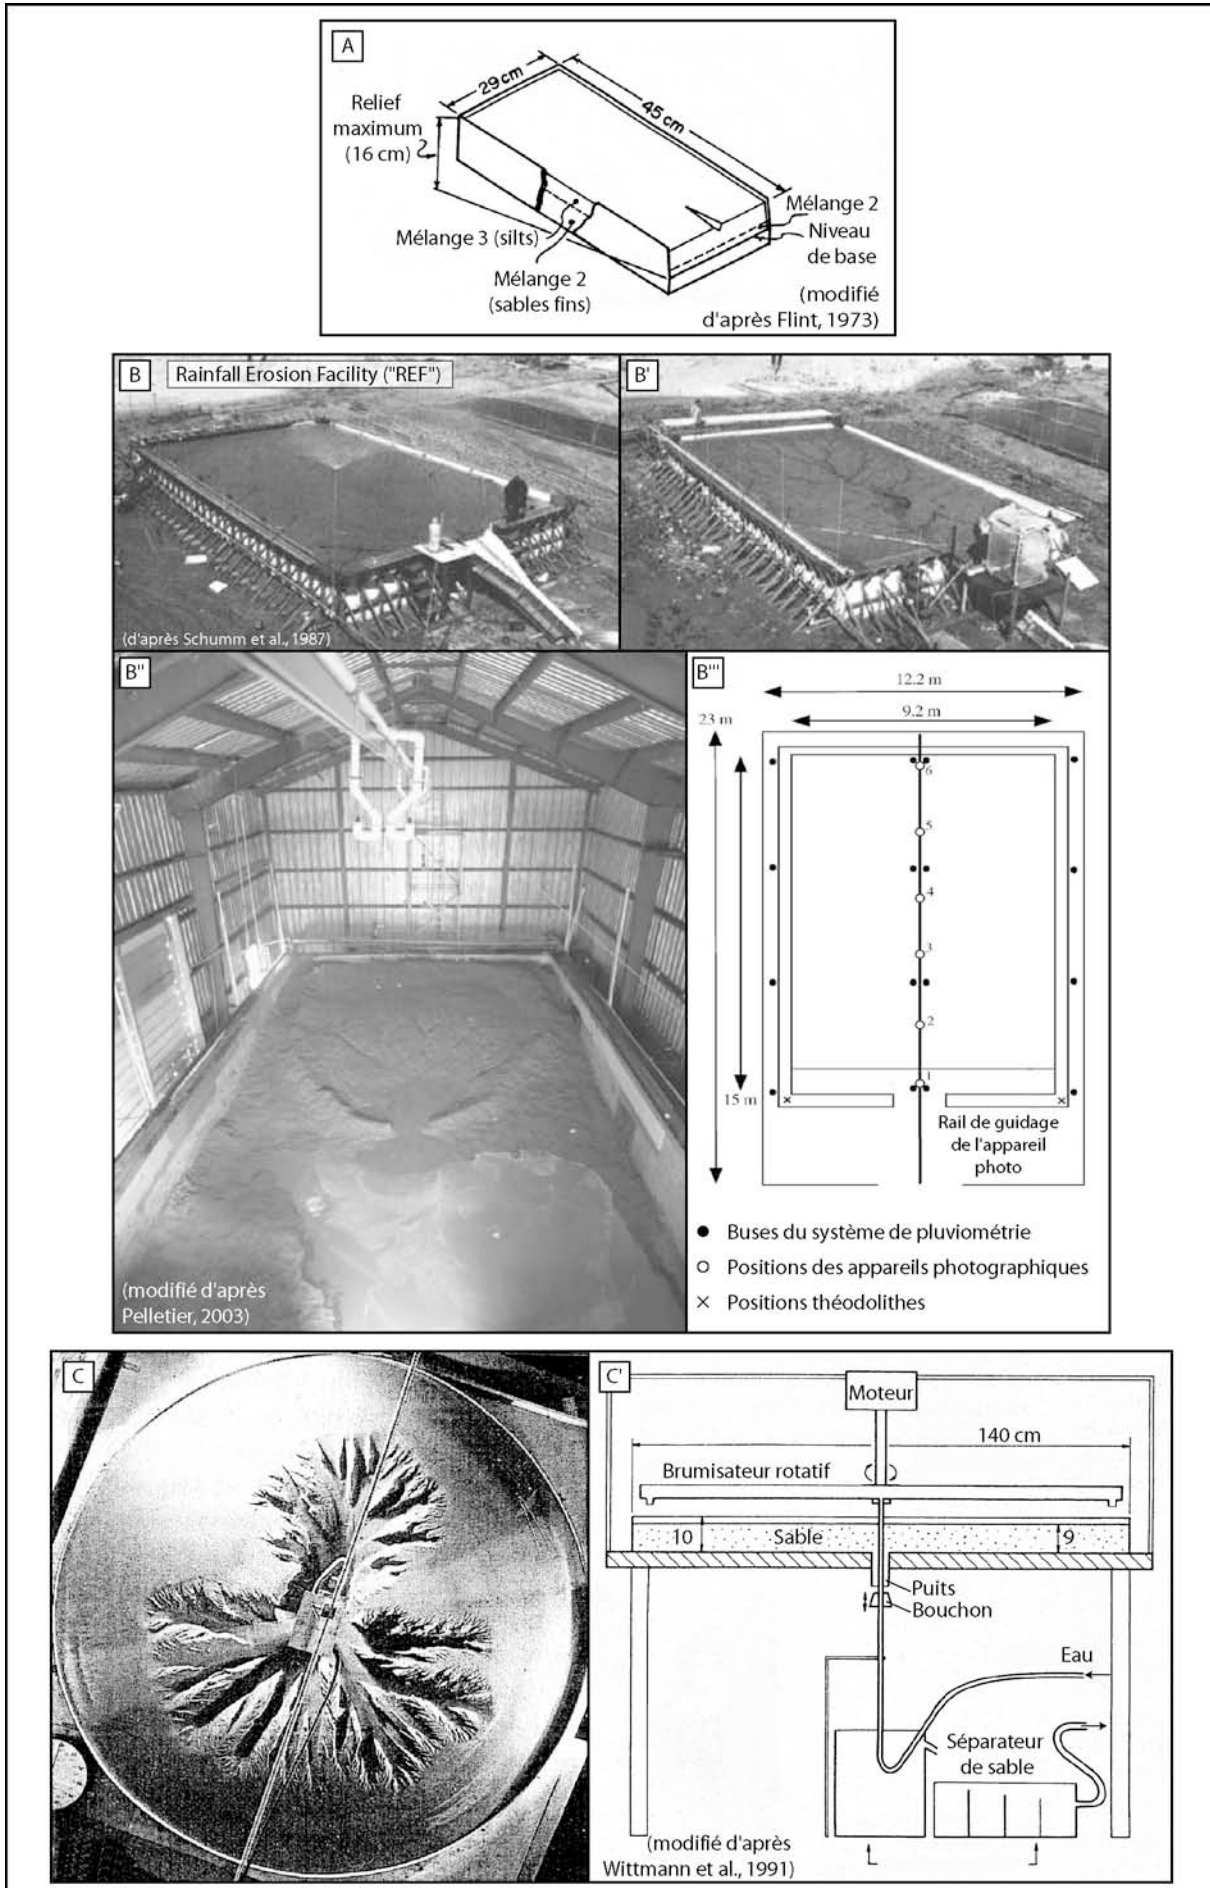 A
29 cm
45 cm
Relief
maximum
(16 cm)
Mélange 2
Niveau
de base
Mélange 3 (silts)
Mélange 2
(sables fins)
(modifié
d'après Flint, 1973)
B
Rainfall Erosion Facility ("REF")
(d'après Schumm et al., 1987)
B'
B''
(modifié d'après
Pelletier, 2003)
B'''
12.2 m
9.2 m
23 m
6
5
4
3
2
1
15 m
Rail de guidage
de l'appareil
photo
Buses du système de pluviométrie
Positions des appareils photographiques
Positions théodolithes
C
C'
Moteur
140 cm
Brumisateur rotatif
10
Sable
9
Puits
Bouchon
Eau
Séparateur
de sable
(modifié d'après
Wittmann et al., 1991)